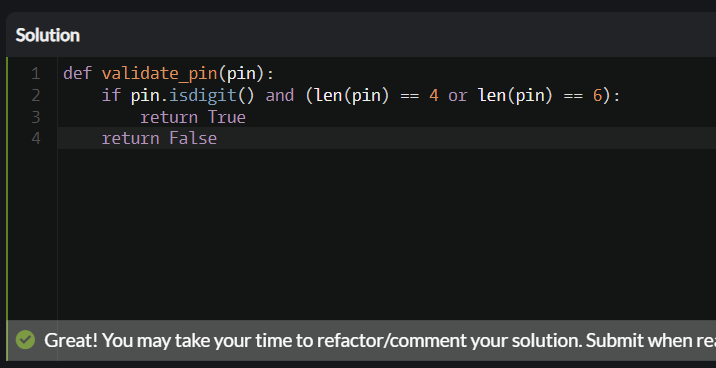 Solution
1 def validate_pin(pin):
2     if pin.isdigit() and (len(pin) == 4 or len(pin) == 6):
3         return True
4     return False
Great! You may take your time to refactor/comment your solution. Submit when